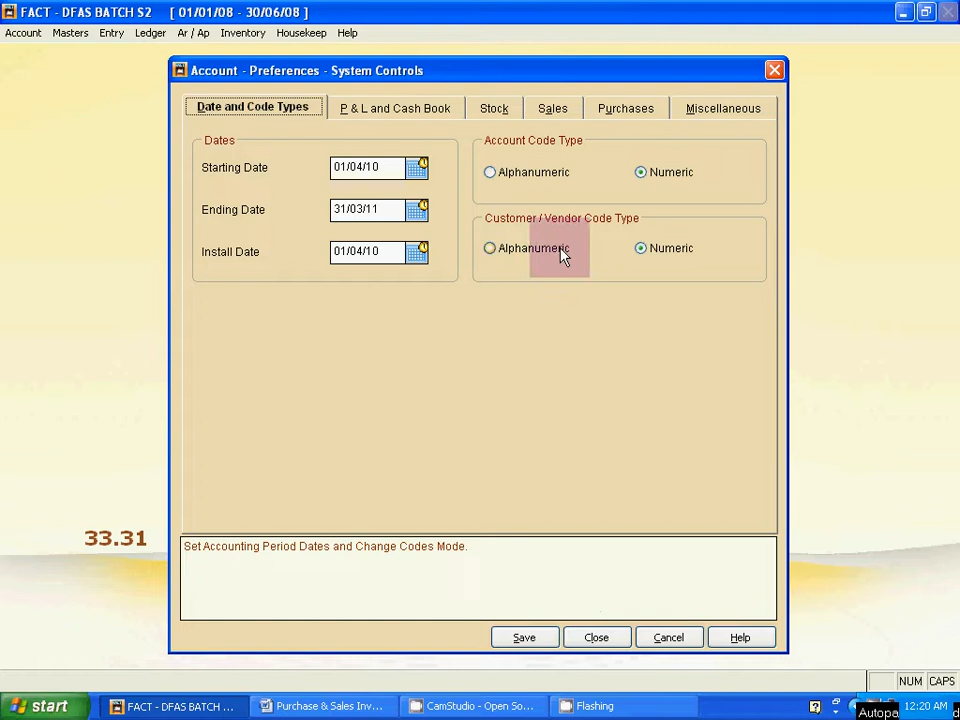 FACT - DFAS BATCH S2 [ 01/01/08 - 30/06/08 ]
Account Masters Entry Ledger Ar / Ap Inventory Housekeep Help
Account - Preferences - System Controls
Date and Code Types P & L and Cash Book Stock Sales Purchases Miscellaneous
Dates
Starting Date 01/04/10
Ending Date 31/03/11
Install Date 01/04/10
Account Code Type
Alphanumeric Numeric
Customer / Vendor Code Type
Alphanumeric Numeric
33.31
Set Accounting Period Dates and Change Codes Mode.
Save Close Cancel Help
NUM CAPS
start FACT - DFAS BATCH ... Purchase & Sales Inv... CamStudio - Open So... Flashing 12:20 AM
Autopa